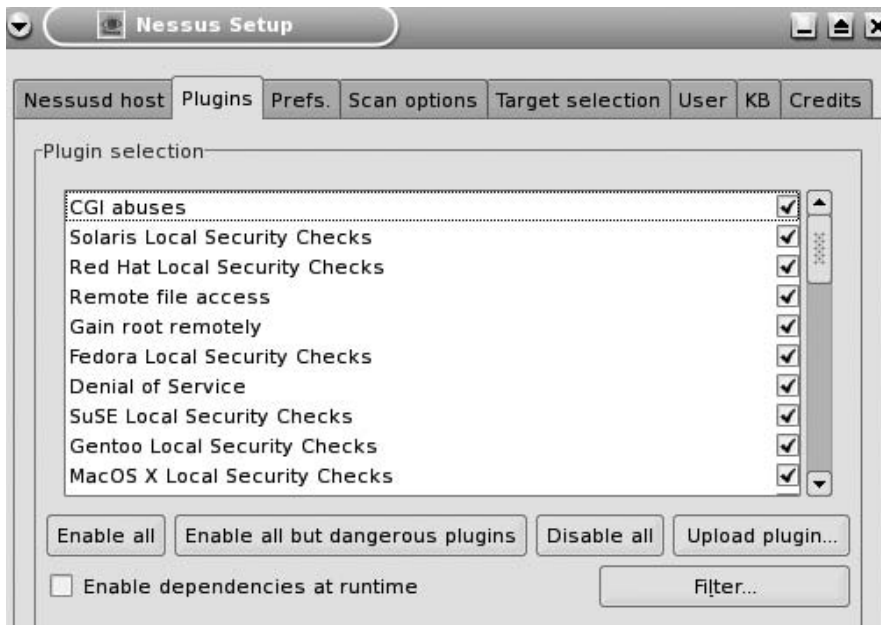 Nessus Setup
Nessusd host Plugins Prefs. Scan options Target selection User KB Credits
Plugin selection
CGI abuses
Solaris Local Security Checks
Red Hat Local Security Checks
Remote file access
Gain root remotely
Fedora Local Security Checks
Denial of Service
SuSE Local Security Checks
Gentoo Local Security Checks
MacOS X Local Security Checks
Enable all Enable all but dangerous plugins Disable all Upload plugin...
Enable dependencies at runtime Filter...